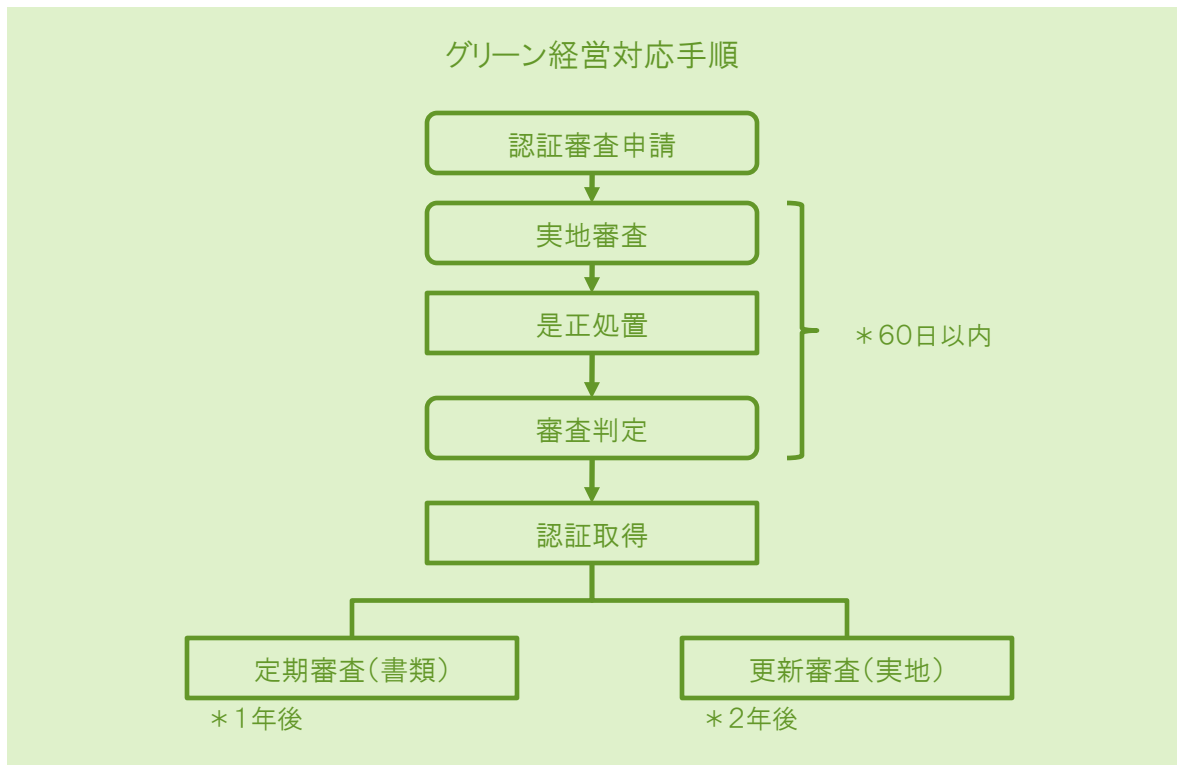 グリーン経営対応手順
認証審査申請
実地審査
是正処置
＊60日以内
審査判定
認証取得
定期審査（書類）
更新審査（実地）
＊1年後
＊2年後